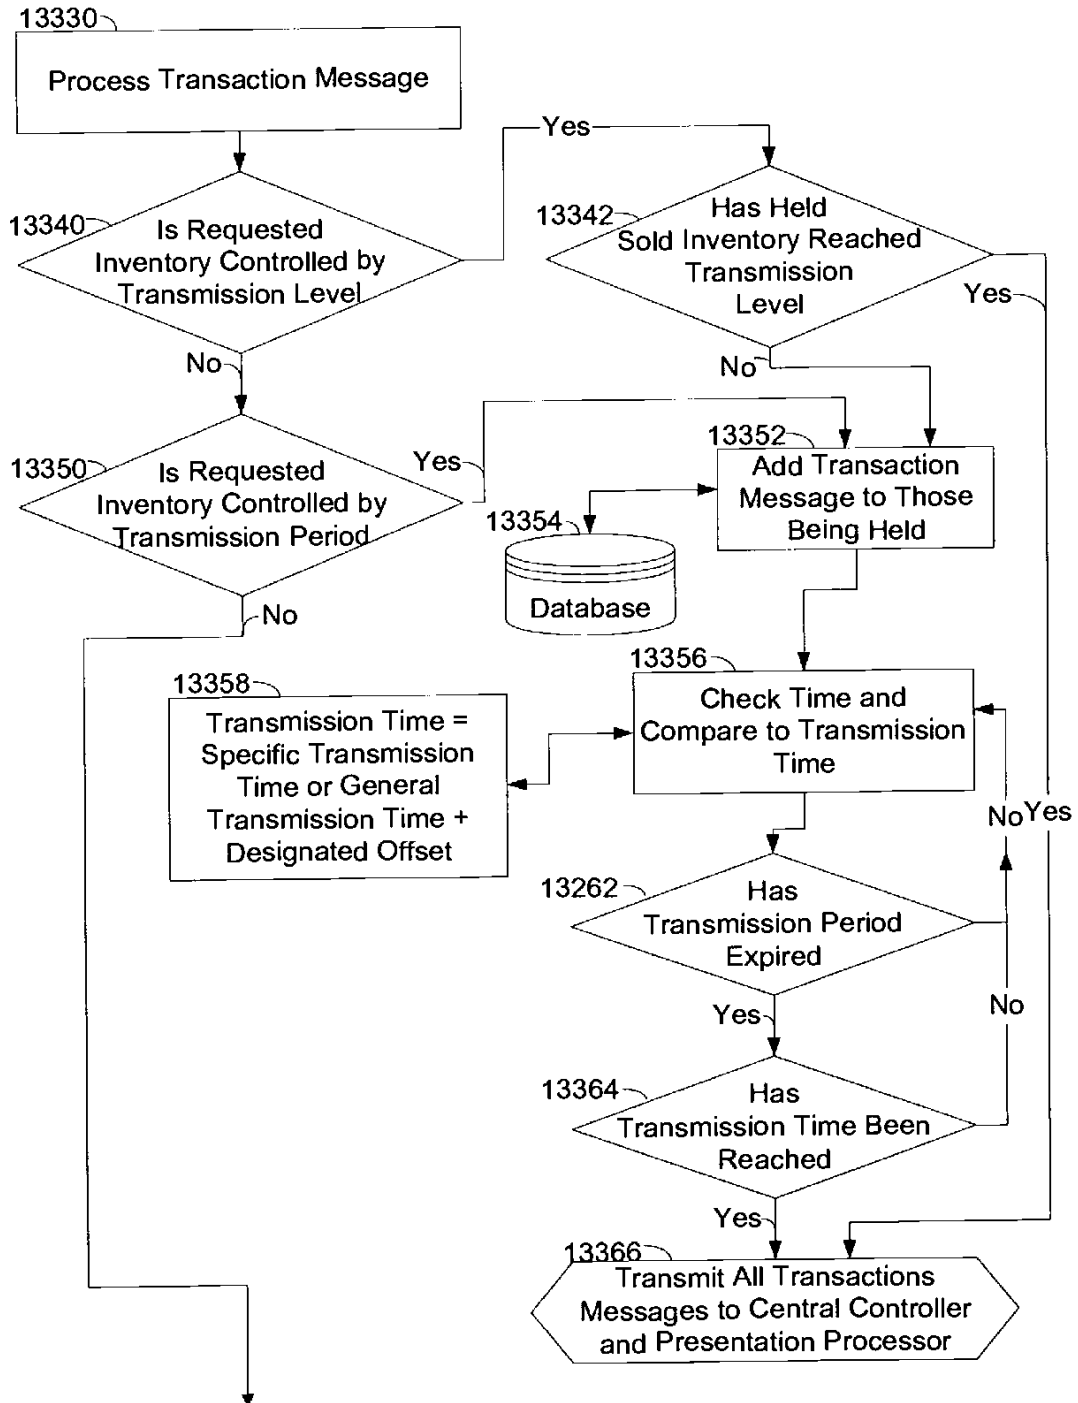 13330
Process Transaction Message
Yes
13340
Is Requested
Inventory Controlled by
Transmission Level
13342
Has Held
Sold Inventory Reached
Transmission
Level
Yes
No
No
13350
Is Requested
Inventory Controlled by
Transmission Period
Yes
13352
Add Transaction
Message to Those
Being Held
13354
Database
No
13356
Check Time and
Compare to Transmission
Time
13358
Transmission Time =
Specific Transmission
Time or General
Transmission Time +
Designated Offset
No
Yes
13262
Has
Transmission Period
Expired
Yes
No
13364
Has
Transmission Time Been
Reached
Yes
13366
Transmit All Transactions
Messages to Central Controller
and Presentation Processor